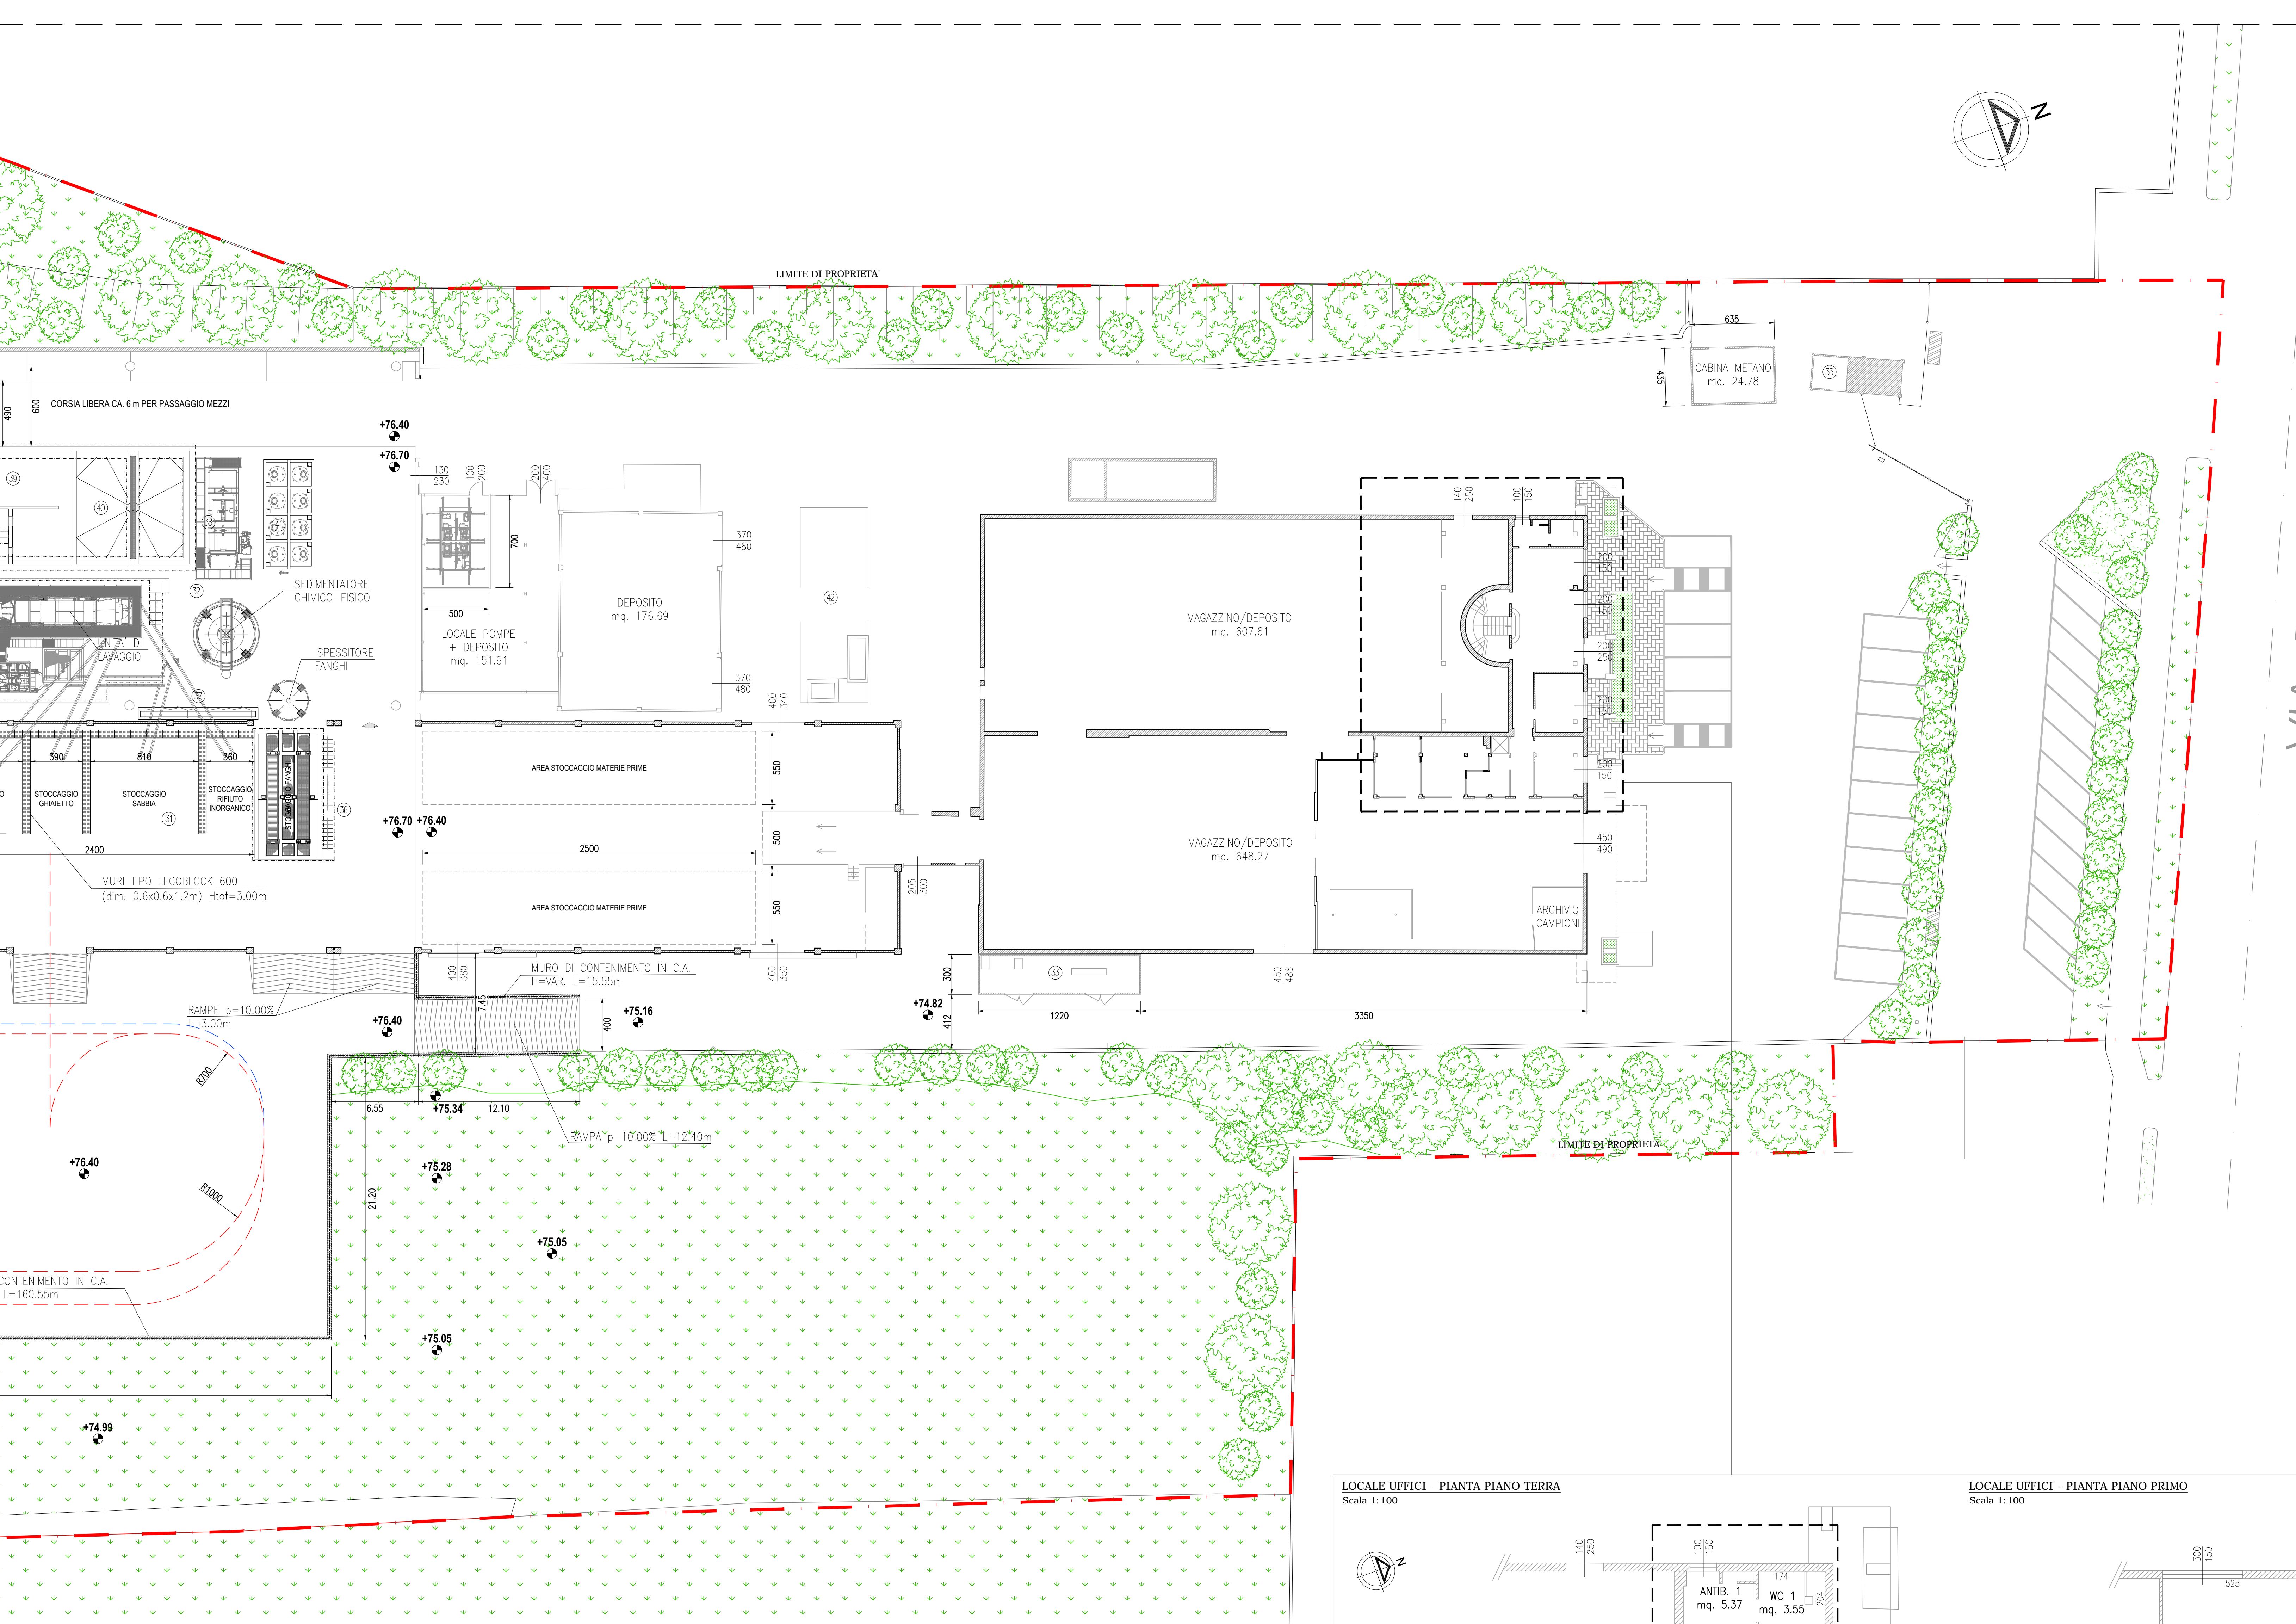 N
LIMITE DI PROPRIETA'
635
435
CABINA METANO
mq. 24.78
35
490
600
CORSIA LIBERA CA. 6 m PER PASSAGGIO MEZZI
+76.40
+76.70
130
230
100
200
200
400
39
40
38
41
700
500
370
480
DEPOSITO
mq. 176.69
LOCALE POMPE
+ DEPOSITO
mq. 151.91
370
480
42
32
SEDIMENTATORE
CHIMICO-FISICO
UNITA' DI
LAVAGGIO
ISPESSITORE
FANGHI
37
140
250
100
150
200
150
200
150
200
250
200
150
200
150
MAGAZZINO/DEPOSITO
mq. 607.61
400
340
390
810
360
STOCCAGGIO
GHIAIETTO
STOCCAGGIO
SABBIA
STOCCAGGIO
RIFIUTO
INORGANICO
STOCCAGGIO FANGHI
31
36
2400
AREA STOCCAGGIO MATERIE PRIME
550
+76.70
+76.40
500
2500
AREA STOCCAGGIO MATERIE PRIME
550
205
300
MAGAZZINO/DEPOSITO
mq. 648.27
450
490
ARCHIVIO
CAMPIONI
MURI TIPO LEGOBLOCK 600
(dim. 0.6x0.6x1.2m) Htot=3.00m
400
380
400
350
MURO DI CONTENIMENTO IN C.A.
H=VAR. L=15.55m
RAMPE p=10.00%
L=3.00m
7.45
400
+76.40
+75.16
+74.82
300
412
33
1220
3350
450
488
R700
6.55
12.10
+75.34
RAMPA p=10.00% L=12.40m
LIMITE DI PROPRIETA'
+76.40
+75.28
21.20
R1000
+75.05
CONTENIMENTO IN C.A.
L=160.55m
+75.05
+74.99
LOCALE UFFICI - PIANTA PIANO TERRA
Scala 1:100
LOCALE UFFICI - PIANTA PIANO PRIMO
Scala 1:100
N
140
250
100
150
174
204
ANTIB. 1
mq. 5.37
WC 1
mq. 3.55
300
150
525